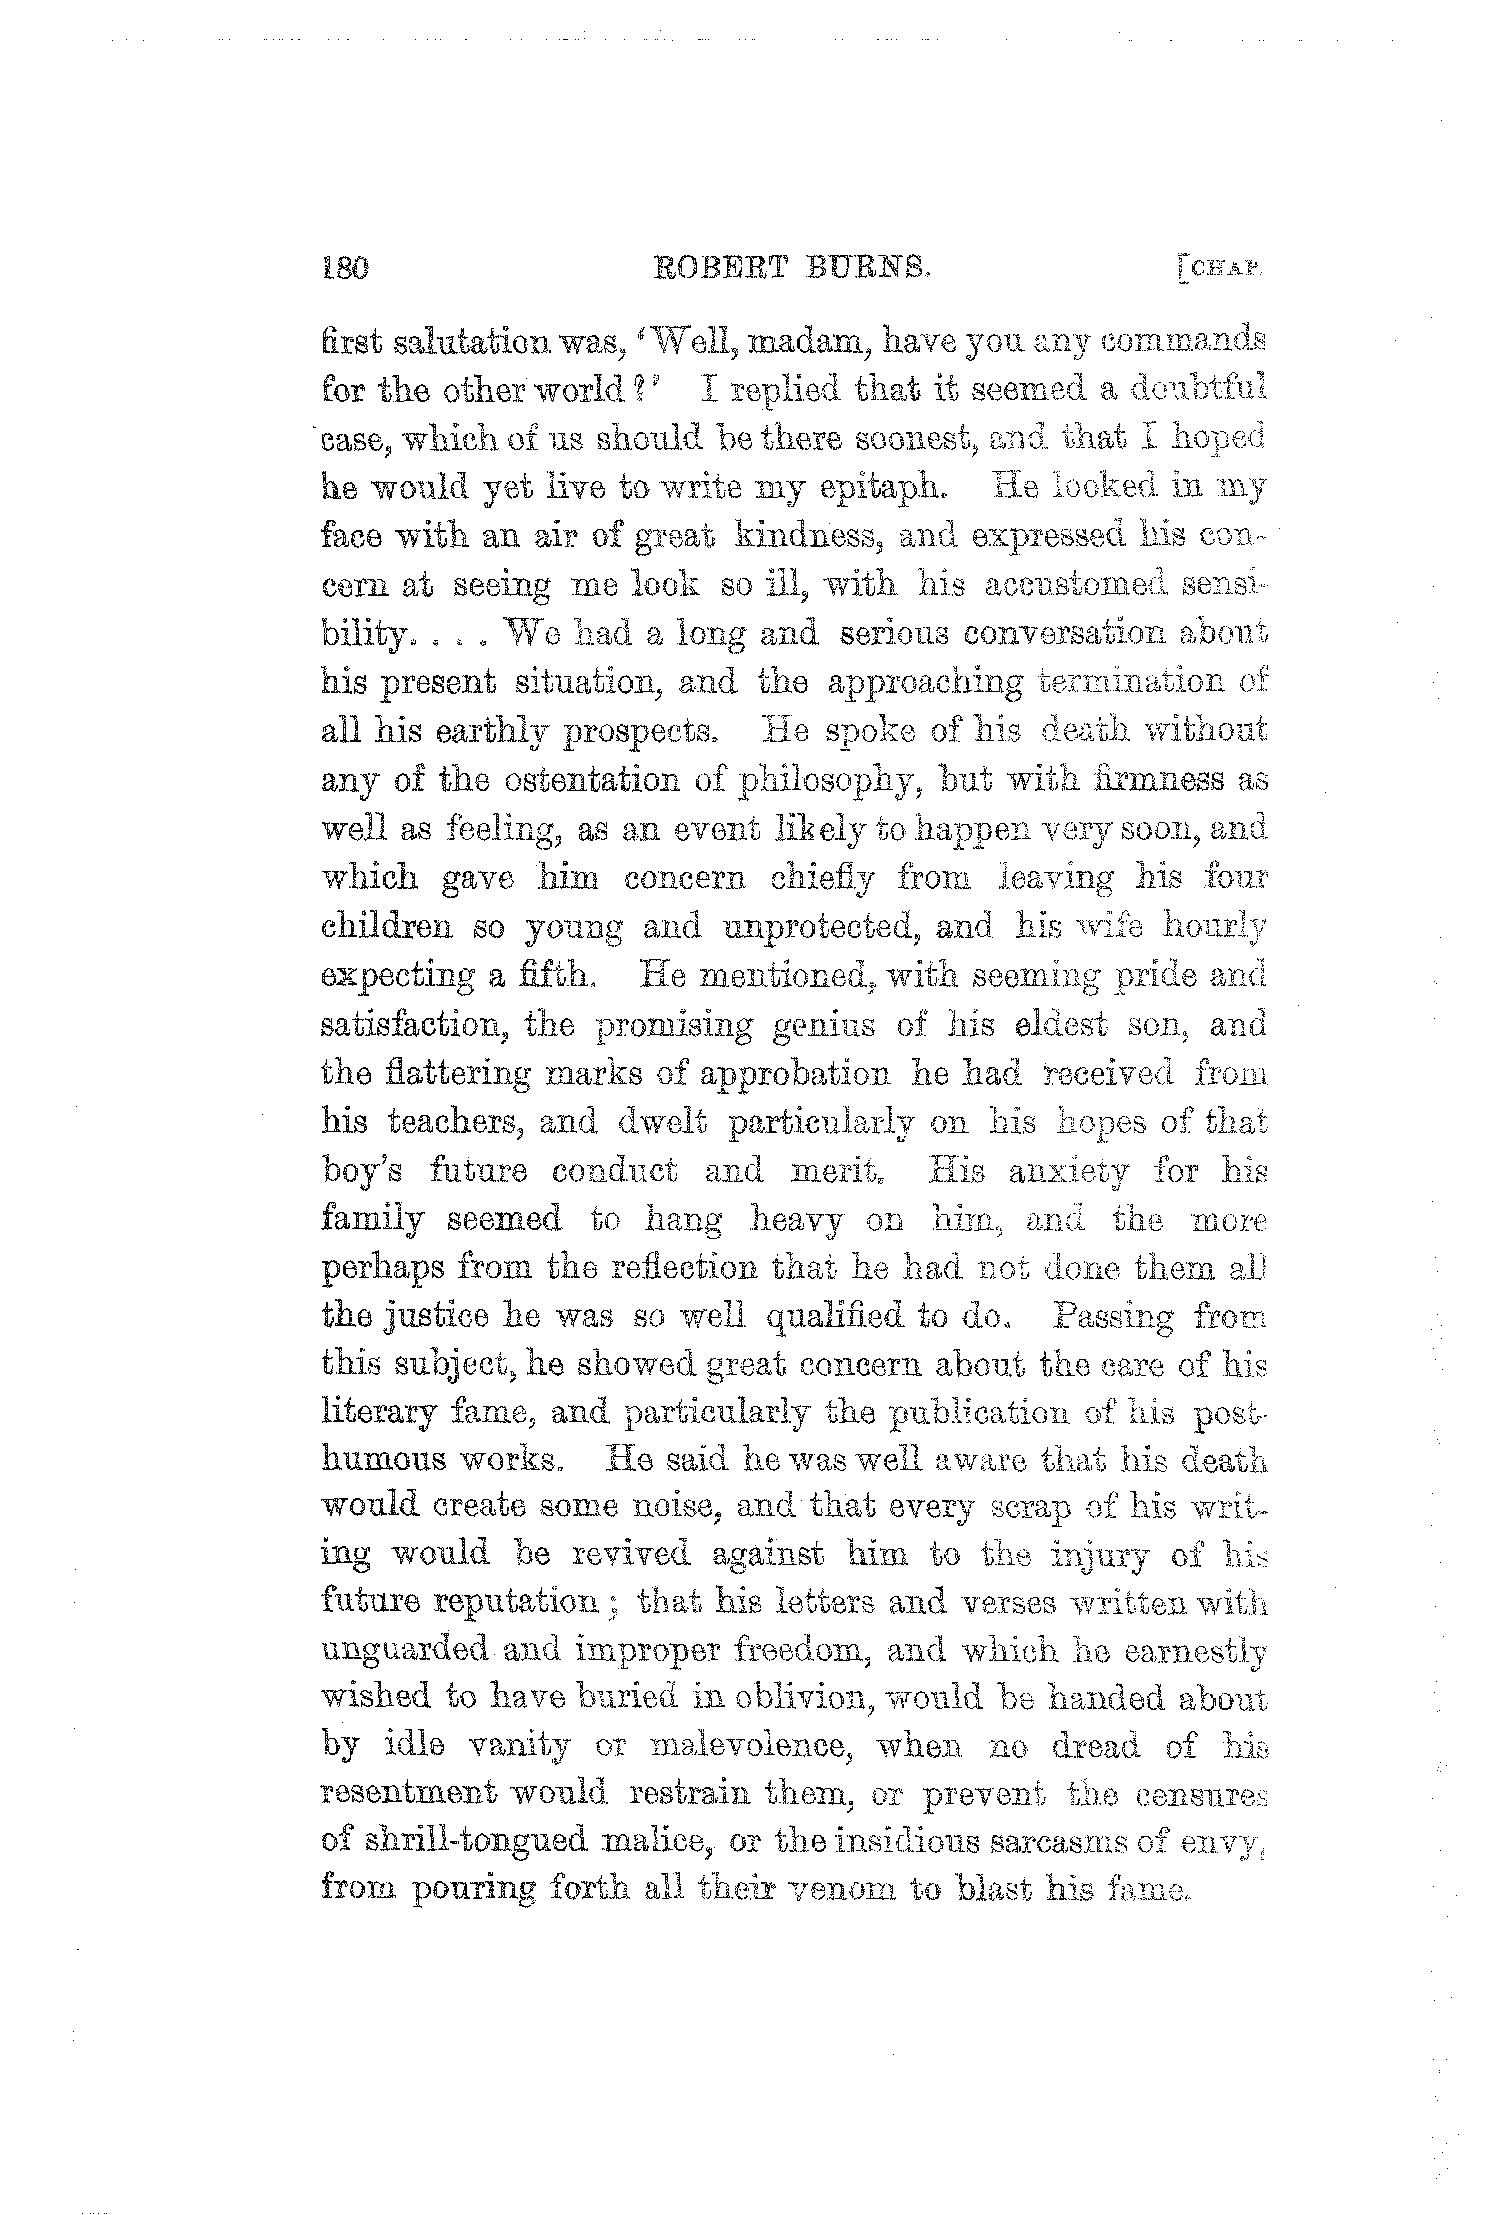 180 ROBERT BURNS. [CHAP.
first salutation was, ‘Well, madam, have you any commands
for the other world?’ I replied that it seemed a doubtful
case, which of us should be there soonest, and that I hoped
he would yet live to write my epitaph. He looked in my
face with an air of great kindness, and expressed his con-
cern at seeing me look so ill, with his accustomed sensi-
bility. . . . We had a long and serious conversation about
his present situation, and the approaching termination of
all his earthly prospects. He spoke of his death without
any of the ostentation of philosophy, but with firmness as
well as feeling, as an event likely to happen very soon, and
which gave him concern chiefly from leaving his four
children so young and unprotected, and his wife hourly
expecting a fifth. He mentioned, with seeming pride and
satisfaction, the promising genius of his eldest son, and
the flattering marks of approbation he had received from
his teachers, and dwelt particularly on his hopes of that
boy's future conduct and merit. His anxiety for his
family seemed to hang heavy on him, and the more
perhaps from the reflection that he had not done them all
the justice he was so well qualified to do. Passing from
this subject, he showed great concern about the care of his
literary fame, and particularly the publication of his post-
humous works. He said he was well aware that his death
would create some noise, and that every scrap of his writ-
ing would be revived against him to the injury of his
future reputation; that his letters and verses written with
unguarded and improper freedom, and which he earnestly
wished to have buried in oblivion, would be handed about
by idle vanity or malevolence, when no dread of his
resentment would restrain them, or prevent the censures
of shrill-tongued malice, or the insidious sarcasms of envy,
from pouring forth all their venom to blast his fame.